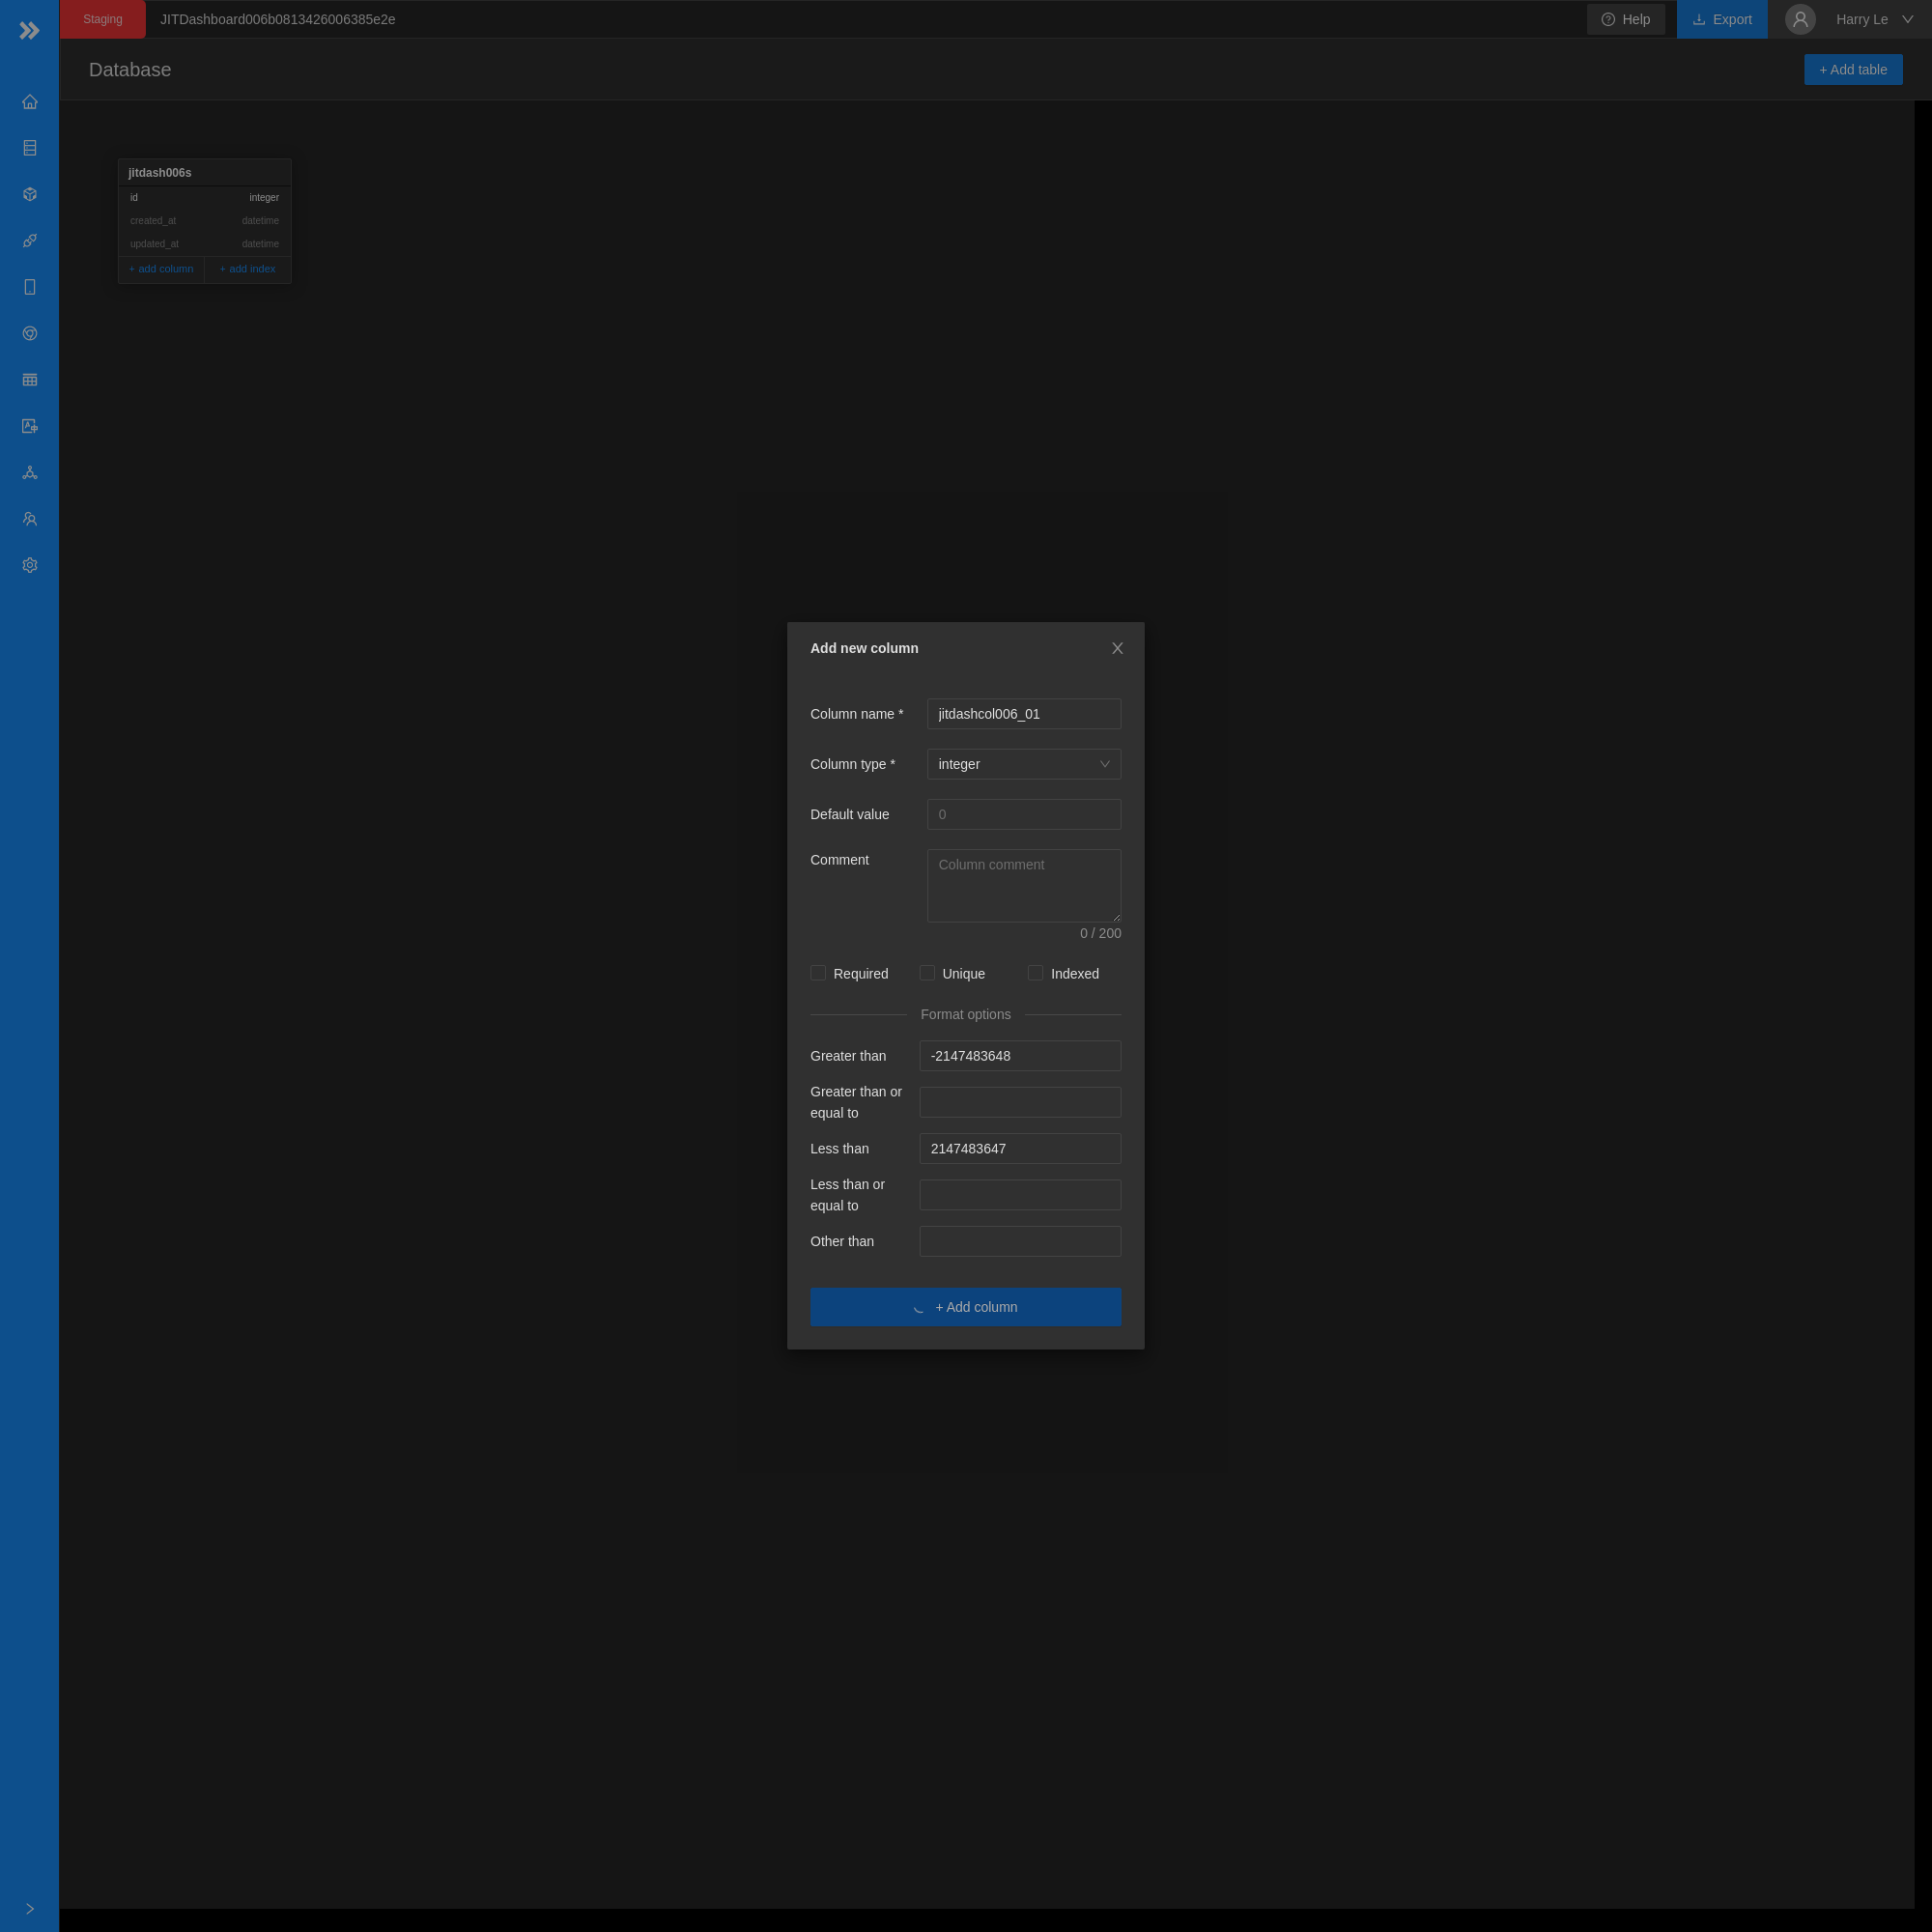 Staging
JITDashboard006b0813426006385e2e
Help
Export
Harry Le
Database
+ Add table
jitdash006s
id integer
created_at datetime
updated_at datetime
+ add column + add index
Add new column
Column name * jitdashcol006_01
Column type * integer
Default value 0
Comment Column comment
0 / 200
Required Unique Indexed
Format options
Greater than -2147483648
Greater than or
equal to
Less than 2147483647
Less than or
equal to
Other than
+ Add column